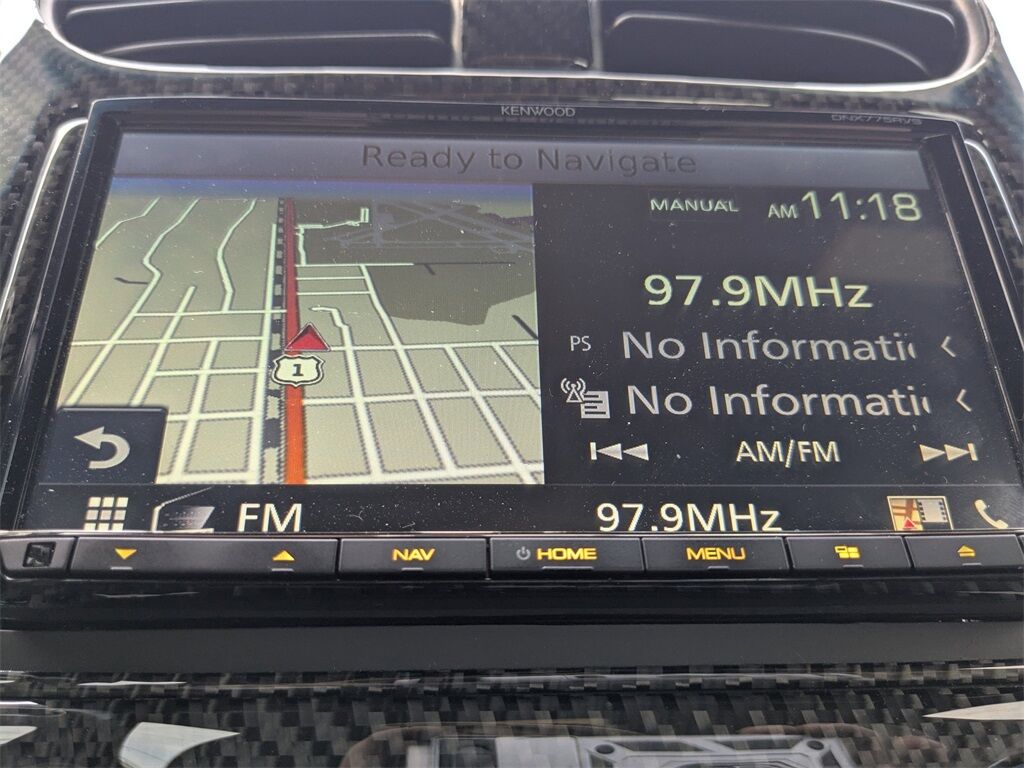 KENWOOD
DNX775RVS
Ready to Navigate
MANUAL AM 11:18
97.9MHz
PS No Informati
No Informati
AM/FM
1
FM 97.9MHz
NAV HOME MENU